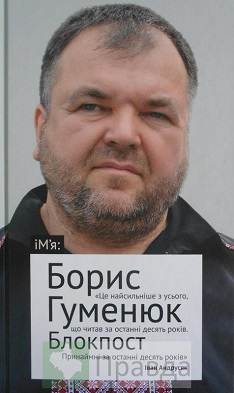 іМ'я:
Борис
«Це найсильніше з усього,
Гуменюк
що читав за останні десять років.
Блокпост
Принаймні за останні десять років»
Іван Андрусяк
Правда